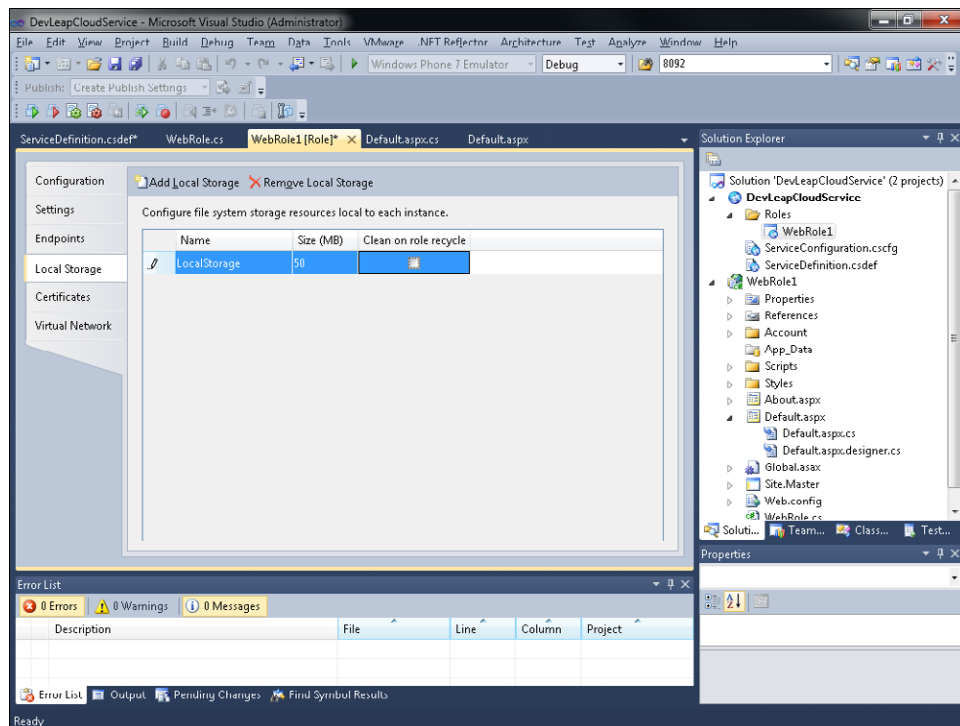 DevLeapCloudService - Microsoft Visual Studio (Administrator)
File Edit View Project Build Debug Team Data Tools VMware .NET Reflector Architecture Test Analyze Window Help
Windows Phone 7 Emulator Debug 8092
Publish: Create Publish Settings
ServiceDefinition.csdef* WebRole.cs WebRole1 [Role]* Default.aspx.cs Default.aspx
Configuration
Settings
Endpoints
Local Storage
Certificates
Virtual Network
Add Local Storage Remove Local Storage
Configure file system storage resources local to each instance.
Name Size (MB) Clean on role recycle
LocalStorage 50
Solution Explorer
Solution 'DevLeapCloudService' (2 projects)
DevLeapCloudService
Roles
WebRole1
ServiceConfiguration.cscfg
ServiceDefinition.csdef
WebRole1
Properties
References
Account
App_Data
Scripts
Styles
About.aspx
Default.aspx
Default.aspx.cs
Default.aspx.designer.cs
Global.asax
Site.Master
Web.config
WebRole.cs
Soluti... Team... Class... Test...
Properties
Error List
0 Errors 0 Warnings 0 Messages
Description File Line Column Project
Error List Output Pending Changes Find Symbol Results
Ready